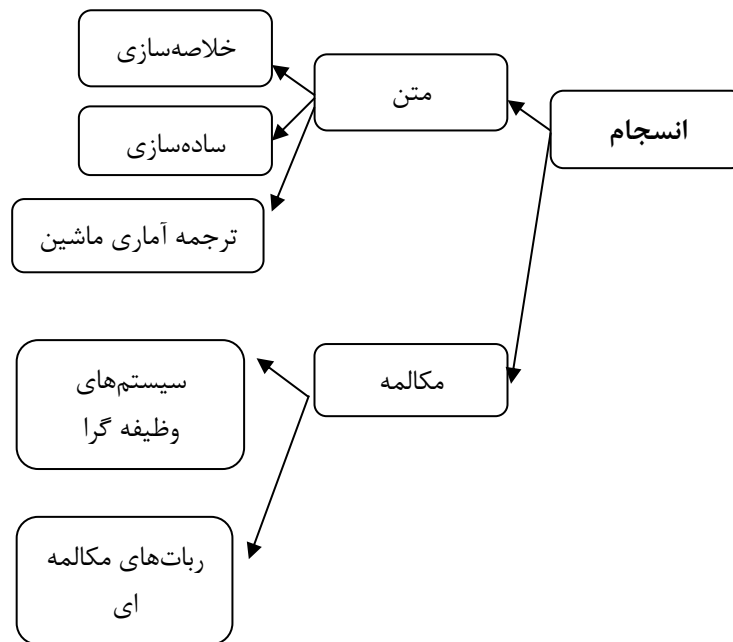 انسجام
متن
خلاصه‌سازی
ساده‌سازی
ترجمه آماری ماشین
مکالمه
سیستم‌های
وظیفه گرا
ربات‌های مکالمه
ای